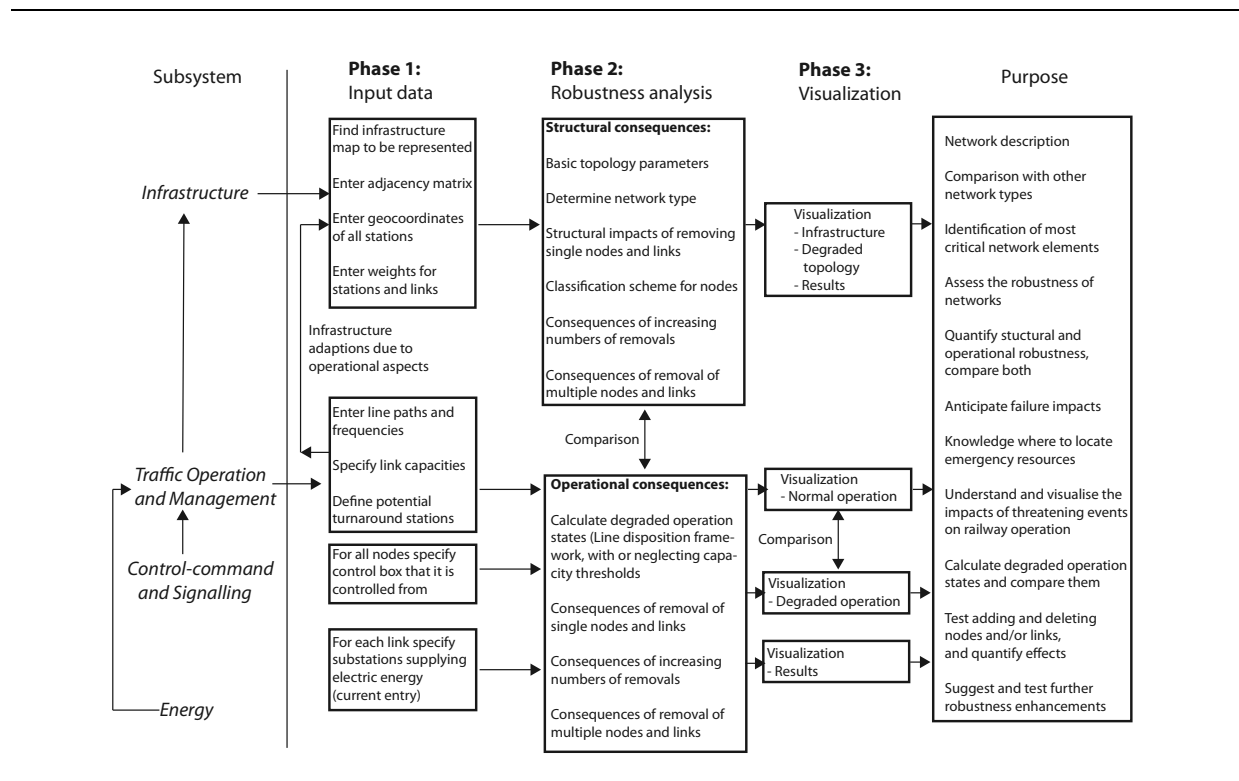 Subsystem
Phase 1:
Input data
Phase 2:
Robustness analysis
Phase 3:
Visualization
Purpose
Infrastructure
Traffic Operation
and Management
Control-command
and Signalling
Energy
Find infrastructure
map to be represented
Enter adjacency matrix
Enter geocoordinates
of all stations
Enter weights for
stations and links
Infrastructure
adaptions due to
operational aspects
Enter line paths and
frequencies
Specify link capacities
Define potential
turnaround stations
For all nodes specify
control box that it is
controlled from
For each link specify
substations supplying
electric energy
(current entry)
Structural consequences:
Basic topology parameters
Determine network type
Structural impacts of removing
single nodes and links
Classification scheme for nodes
Consequences of increasing
numbers of removals
Consequences of removal of
multiple nodes and links
Comparison
Operational consequences:
Calculate degraded operation
states (Line disposition frame-
work, with or neglecting capa-
city thresholds
Consequences of removal of
single nodes and links
Consequences of increasing
numbers of removals
Consequences of removal of
multiple nodes and links
Visualization
- Infrastructure
- Degraded
topology
- Results
Visualization
- Normal operation
Comparison
Visualization
- Degraded operation
Visualization
- Results
Network description
Comparison with other
network types
Identification of most
critical network elements
Assess the robustness of
networks
Quantify stuctural and
operational robustness,
compare both
Anticipate failure impacts
Knowledge where to locate
emergency resources
Understand and visualise the
impacts of threatening events
on railway operation
Calculate degraded operation
states and compare them
Test adding and deleting
nodes and/or links,
and quantify effects
Suggest and test further
robustness enhancements